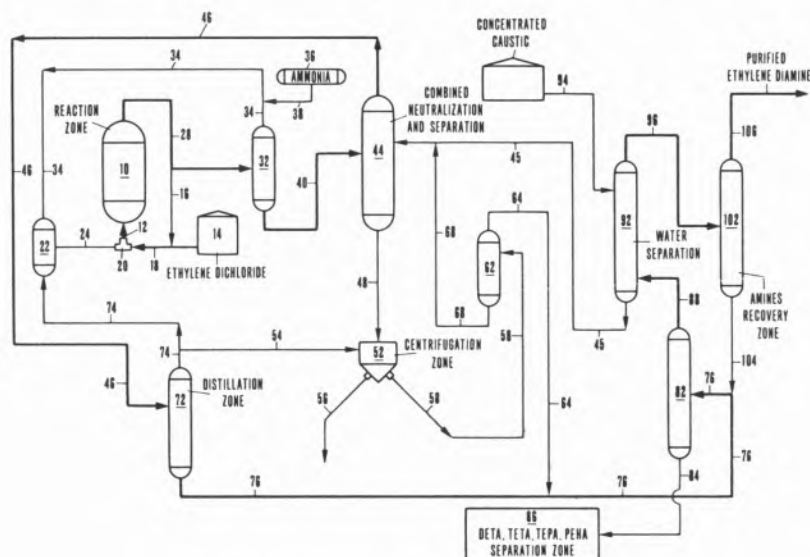 46
34
36
AMMONIA
CONCENTRATED
CAUSTIC
PURIFIED
ETHYLENE DIAMINE
REACTION
ZONE
34
38
COMBINED
NEUTRALIZATION
AND SEPARATION
94
96
106
28
10
32
44
46
34
16
40
45
92
102
12
14
68
64
WATER
SEPARATION
22
24
20
18
ETHYLENE DICHLORIDE
62
88
AMINES
RECOVERY
ZONE
48
74
68
58
45
104
74
54
52
CENTRIFUGATION
ZONE
82
76
46
72
DISTILLATION
ZONE
56
58
64
76
84
76
76
66
DETA, TETA, TEPA, PEHA
SEPARATION ZONE